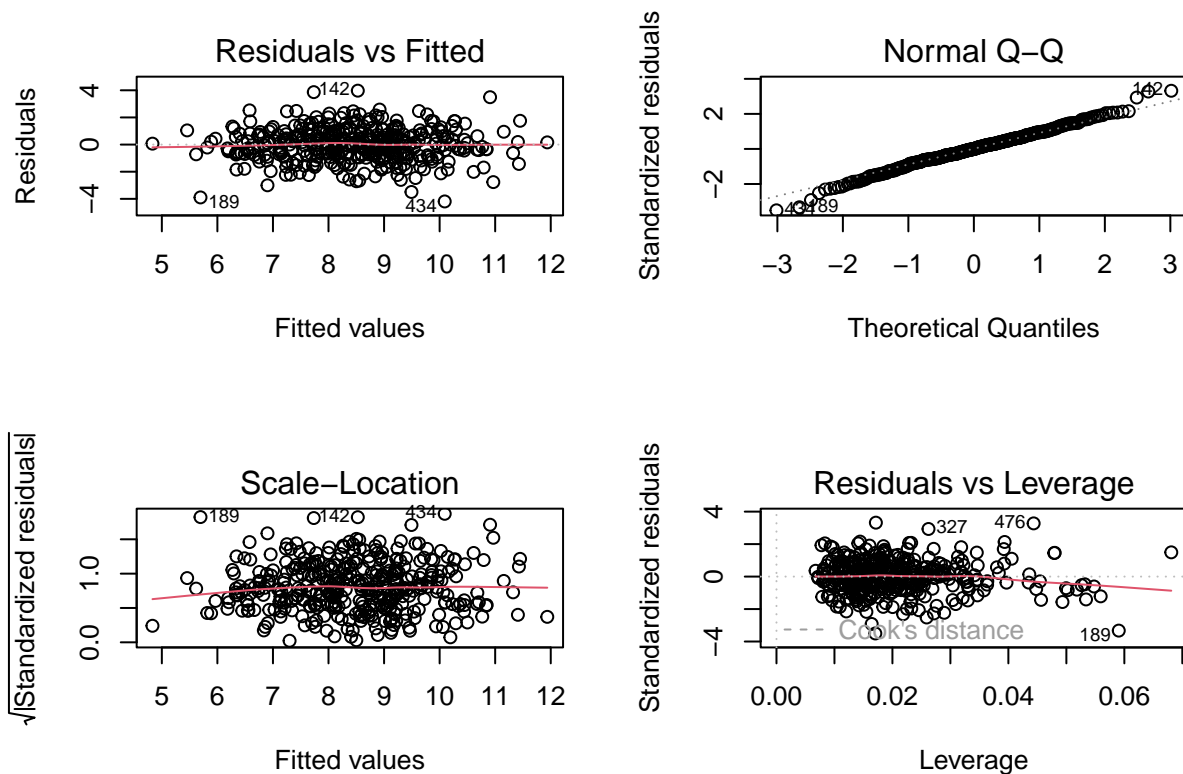 Residuals vs Fitted
Residuals
4
0
−4
142
189
434
5 6 7 8 9 10 11 12
Fitted values
Normal Q−Q
Standardized residuals
2
−2
142
434
189
−3 −2 −1 0 1 2 3
Theoretical Quantiles
Scale−Location
√|Standardized residuals|
1.0
0.0
189
142
434
5 6 7 8 9 10 11 12
Fitted values
Residuals vs Leverage
Standardized residuals
4
0
−4
327
476
189
Cook's distance
0.00 0.02 0.04 0.06
Leverage